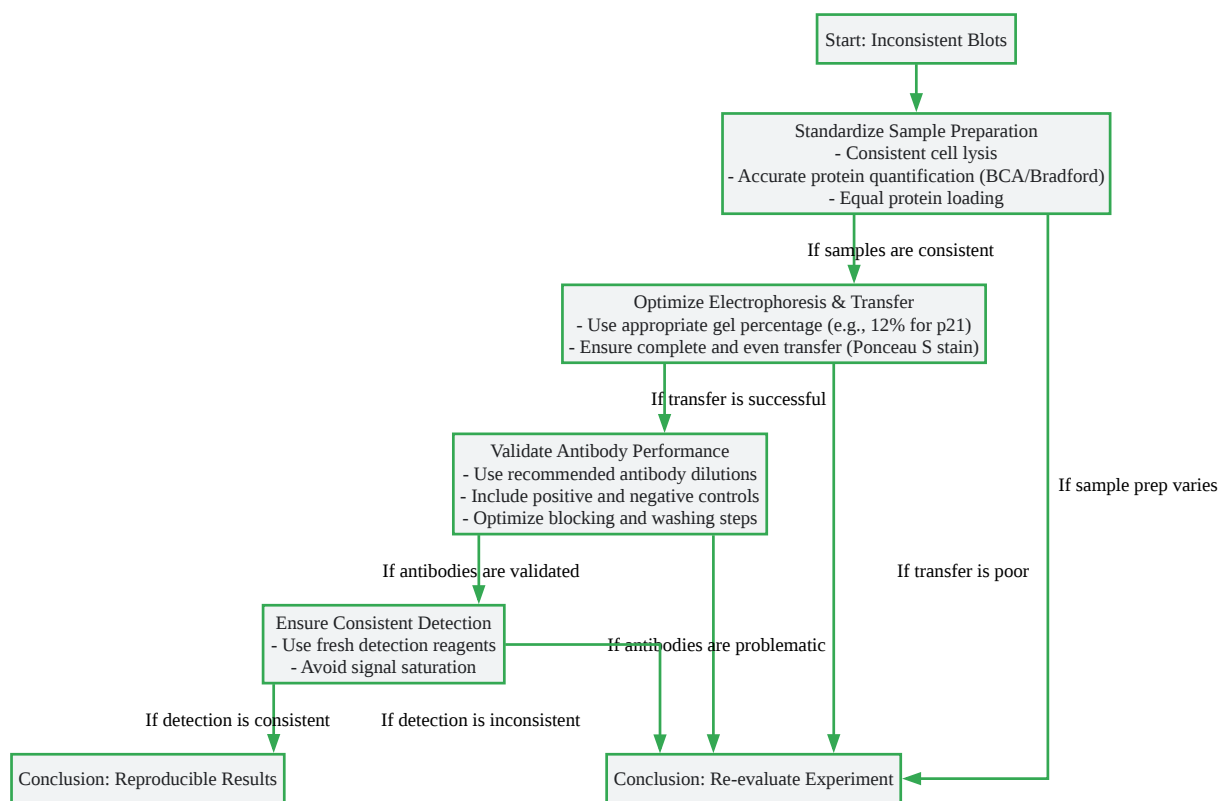 Start: Inconsistent Blots
Standardize Sample Preparation
- Consistent cell lysis
- Accurate protein quantification (BCA/Bradford)
- Equal protein loading
If samples are consistent
Optimize Electrophoresis & Transfer
- Use appropriate gel percentage (e.g., 12% for p21)
- Ensure complete and even transfer (Ponceau S stain)
If transfer is successful
Validate Antibody Performance
- Use recommended antibody dilutions
- Include positive and negative controls
- Optimize blocking and washing steps
If sample prep varies
If antibodies are validated
If transfer is poor
Ensure Consistent Detection
- Use fresh detection reagents
- Avoid signal saturation
If antibodies are problematic
If detection is consistent
If detection is inconsistent
Conclusion: Reproducible Results
Conclusion: Re-evaluate Experiment